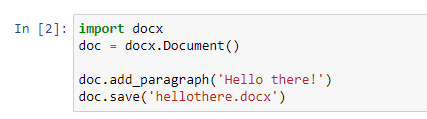 In [2]: import docx
doc = docx.Document()
doc.add_paragraph('Hello there!')
doc.save('hellothere.docx')